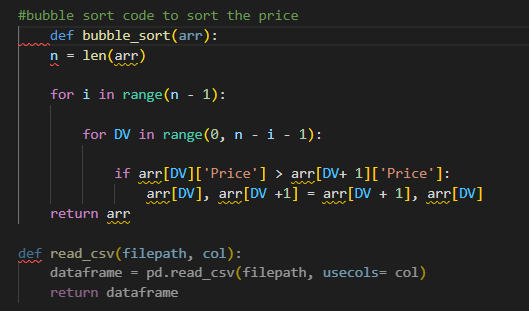 #bubble sort code to sort the price
    def bubble_sort(arr):
    n = len(arr)
    for i in range(n - 1):
        for DV in range(0, n - i - 1):
            if arr[DV]['Price'] > arr[DV+ 1]['Price']:
                arr[DV], arr[DV +1] = arr[DV + 1], arr[DV]
    return arr
def read_csv(filepath, col):
    dataframe = pd.read_csv(filepath, usecols= col)
    return dataframe